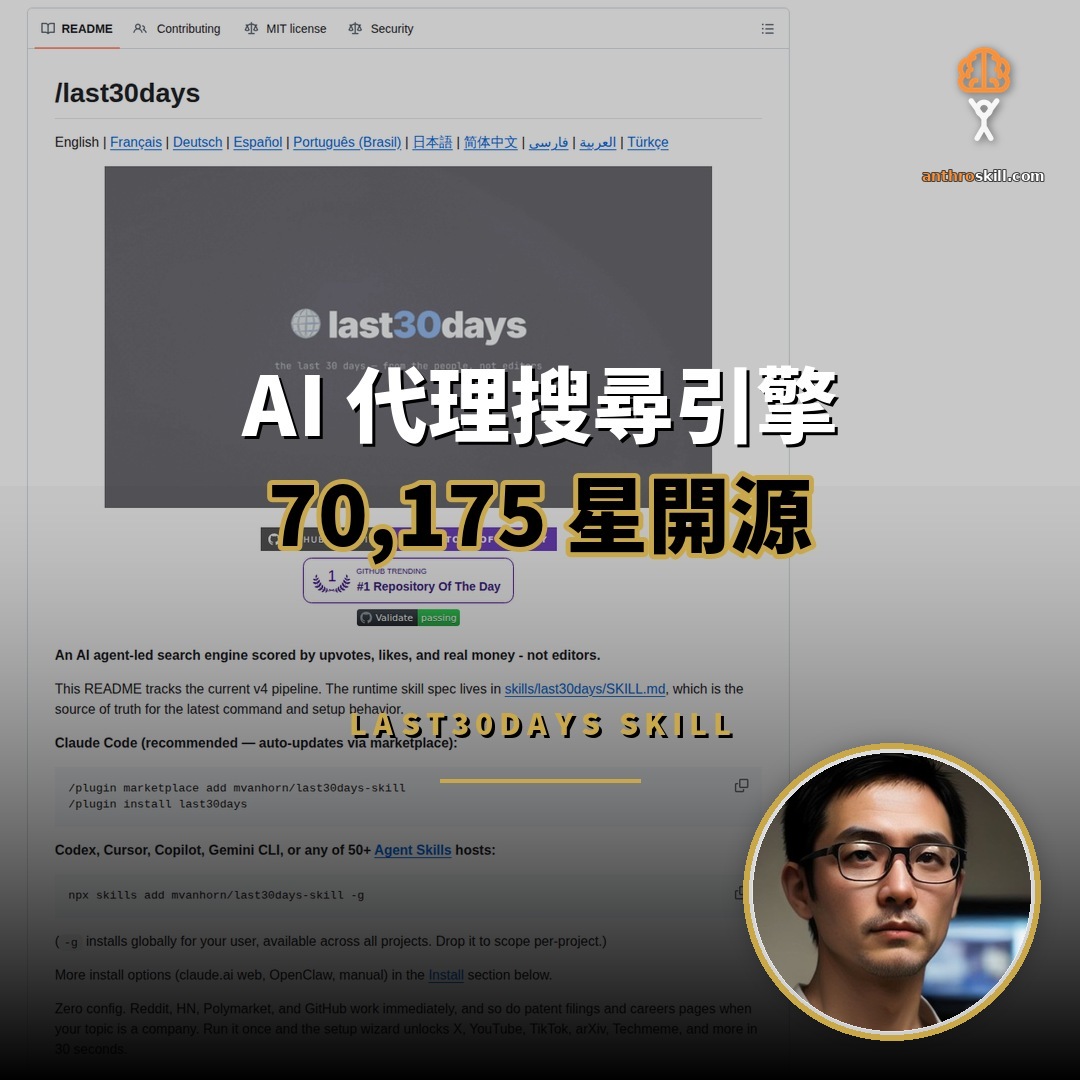 README
Contributing
MIT license
Security
/last30days
English | Français | Deutsch | Español | Português (Brasil) | 日本語 | 简体中文 | فارسی | العربية | Türkçe
anthroskill.com
last30days
the last 30 days — from the people, not editors
AI 代理搜尋引擎
70,175 星開源
GITHUB TRENDING
1
#1 Repository Of The Day
Validate passing
An AI agent-led search engine scored by upvotes, likes, and real money - not editors.
This README tracks the current v4 pipeline. The runtime skill spec lives in skills/last30days/SKILL.md, which is the
source of truth for the latest command and setup behavior.
LAST30DAYS SKILL
Claude Code (recommended — auto-updates via marketplace):
/plugin marketplace add mvanhorn/last30days-skill
/plugin install last30days
Codex, Cursor, Copilot, Gemini CLI, or any of 50+ Agent Skills hosts:
npx skills add mvanhorn/last30days-skill -g
( -g installs globally for your user, available across all projects. Drop it to scope per-project.)
More install options (claude.ai web, OpenClaw, manual) in the Install section below.
Zero config. Reddit, HN, Polymarket, and GitHub work immediately, and so do patent filings and careers pages when
your topic is a company. Run it once and the setup wizard unlocks X, YouTube, TikTok, arXiv, Techmeme, and more in
30 seconds.